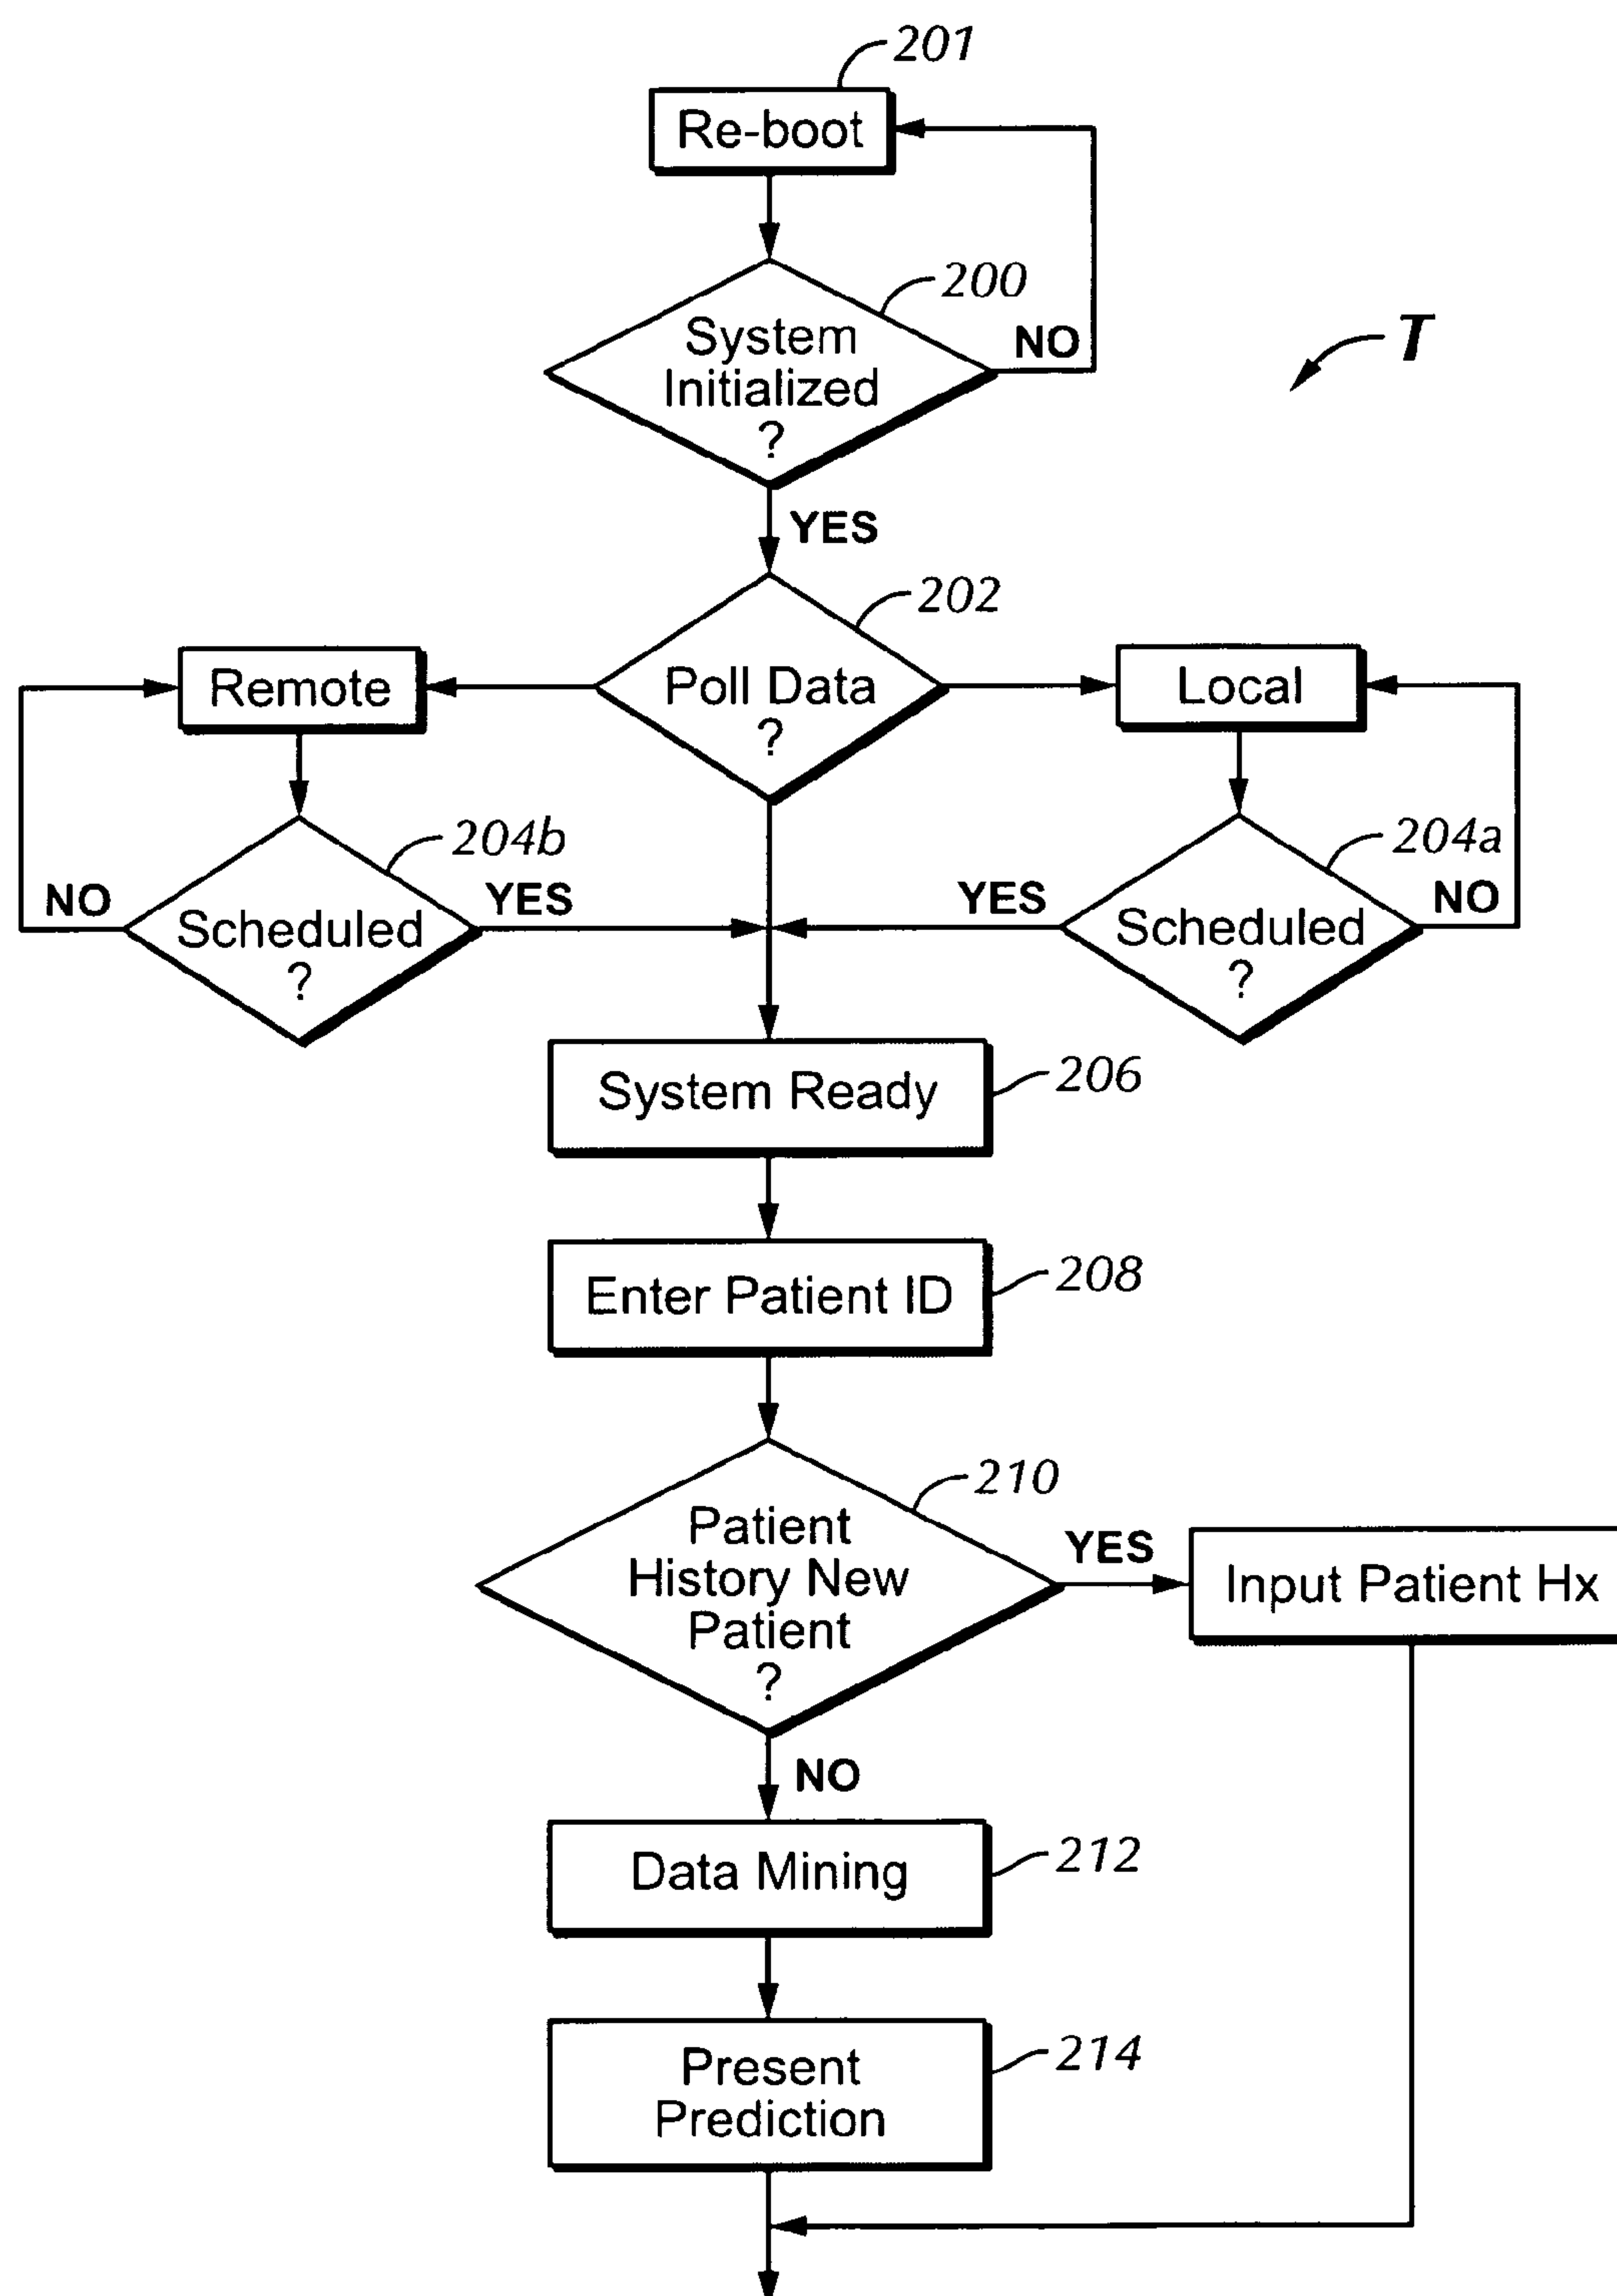 201
Re-boot
200
System
Initialized
?
NO
T
YES
202
Remote
Poll Data
?
Local
204b
204a
NO
Scheduled
?
YES
YES
Scheduled
?
NO
System Ready
206
Enter Patient ID
208
210
Patient
History New
Patient
?
YES
Input Patient Hx
NO
Data Mining
212
Present
Prediction
214